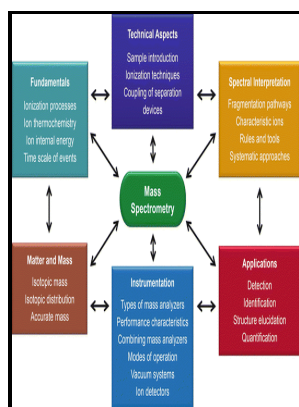 Technical Aspects
Sample introduction
Ionization techniques
Coupling of separation
devices
Fundamentals
Ionization processes
Ion thermochemistry
Ion internal energy
Time scale of events
Spectral Interpretation
Fragmentation pathways
Characteristic ions
Rules and tools
Systematic approaches
Mass
Spectrometry
Matter and Mass
Isotopic mass
Isotopic distribution
Accurate mass
Instrumentation
Types of mass analyzers
Performance characteristics
Combining mass analyzers
Modes of operation
Vacuum systems
Ion detectors
Applications
Detection
Identification
Structure elucidation
Quantification